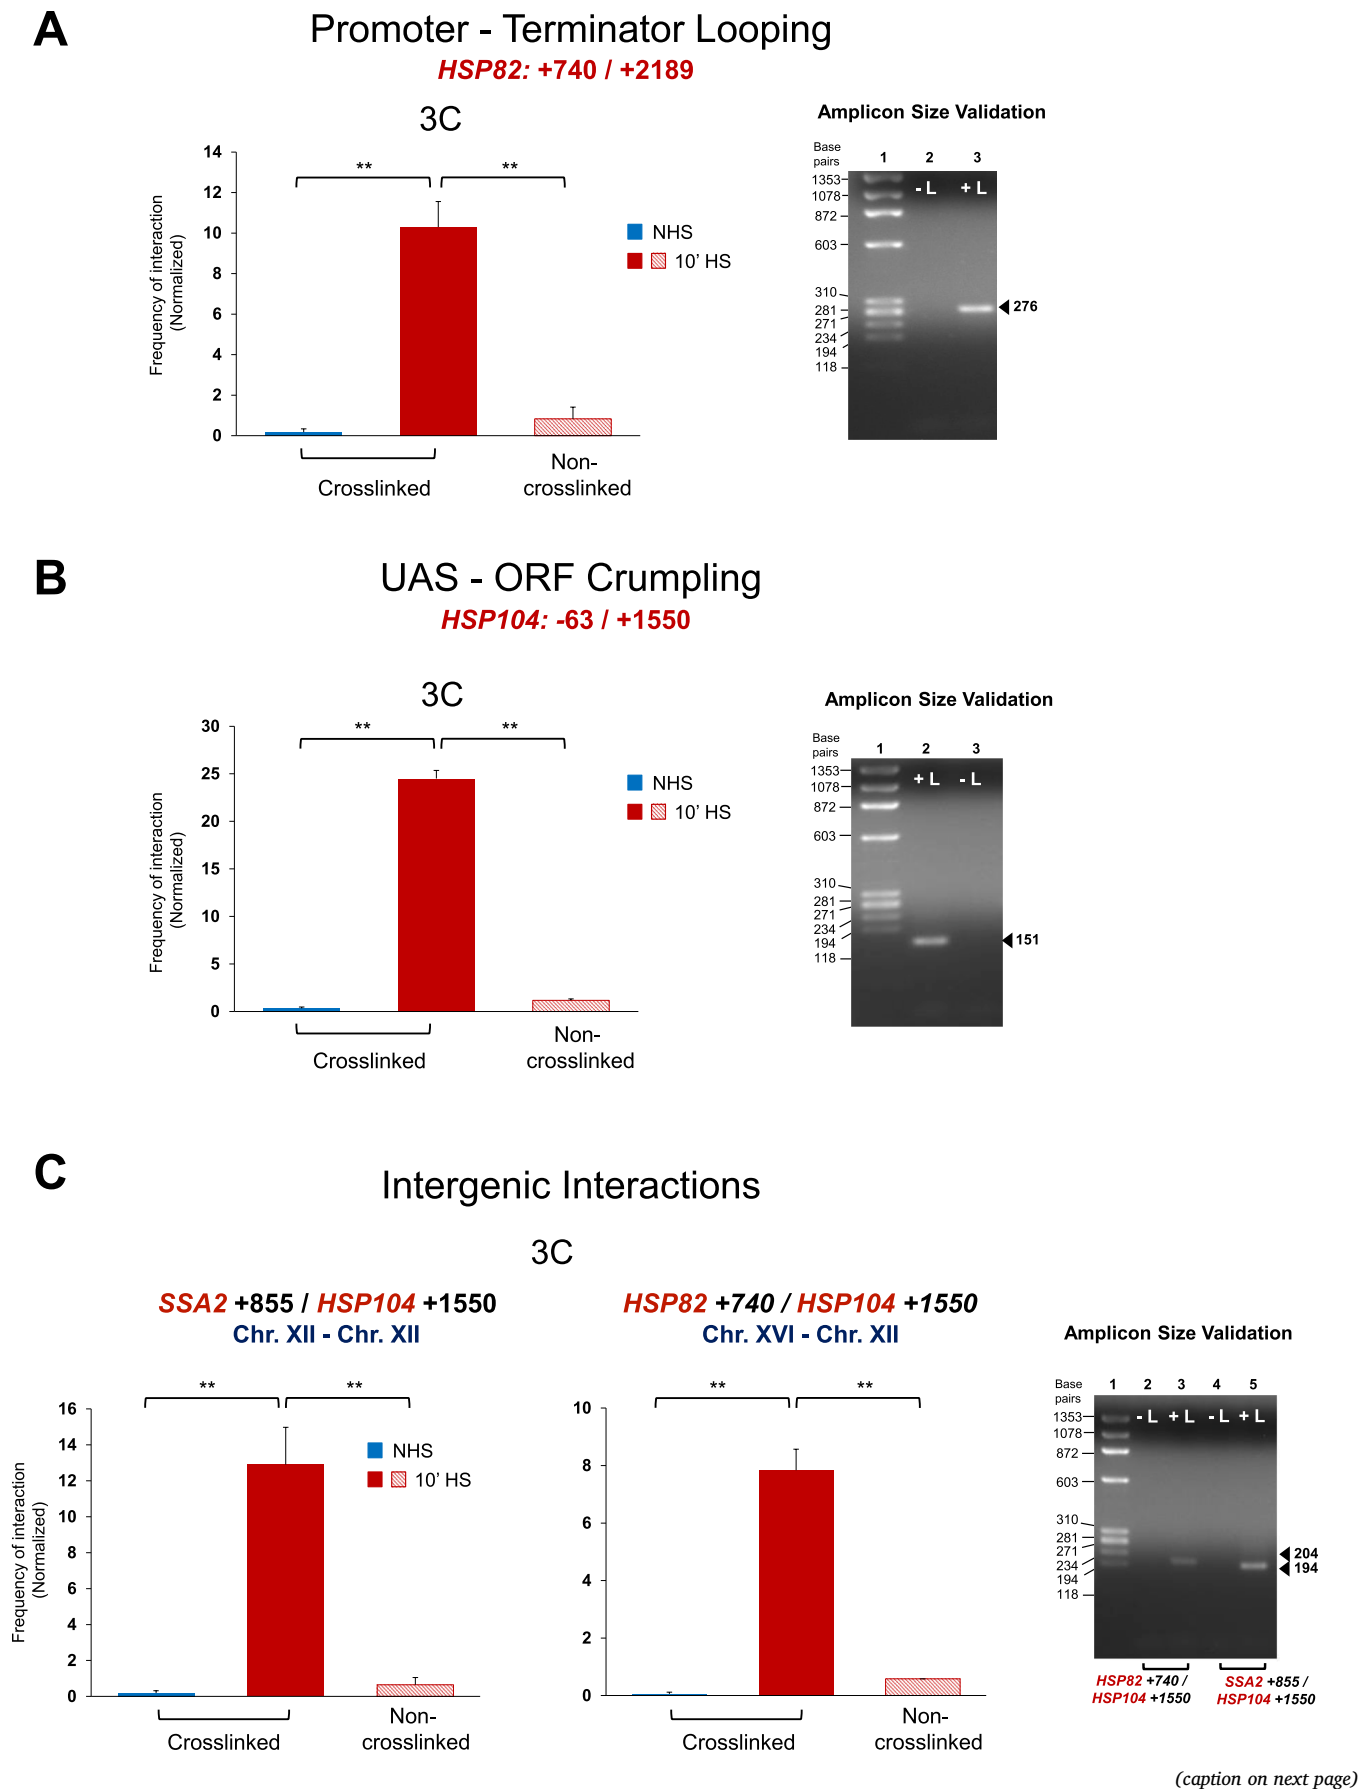 A
Promoter - Terminator Looping
HSP82: +740 / +2189
3C
Amplicon Size Validation
Frequency of interaction
(Normalized)
14
12
10
8
6
4
2
0
**
**
NHS
10’ HS
Crosslinked
Non-
crosslinked
Base
pairs
1
2
3
- L
+ L
1353
1078
872
603
310
281
271
234
194
118
276
B
UAS - ORF Crumpling
HSP104: -63 / +1550
3C
Amplicon Size Validation
Frequency of interaction
(Normalized)
30
25
20
15
10
5
0
**
**
NHS
10’ HS
Crosslinked
Non-
crosslinked
Base
pairs
1
2
3
+ L
- L
1353
1078
872
603
310
281
271
234
194
118
151
C
Intergenic Interactions
3C
SSA2 +855 / HSP104 +1550
Chr. XII - Chr. XII
Frequency of interaction
(Normalized)
16
14
12
10
8
6
4
2
0
**
**
NHS
10’ HS
Crosslinked
Non-
crosslinked
HSP82 +740 / HSP104 +1550
Chr. XVI - Chr. XII
10
8
6
4
2
0
**
**
Crosslinked
Non-
crosslinked
Amplicon Size Validation
Base
pairs
1
2
3
4
5
- L
+ L
- L
+ L
1353
1078
872
603
310
281
271
234
194
118
204
194
HSP82 +740 /
HSP104 +1550
SSA2 +855 /
HSP104 +1550
(caption on next page)